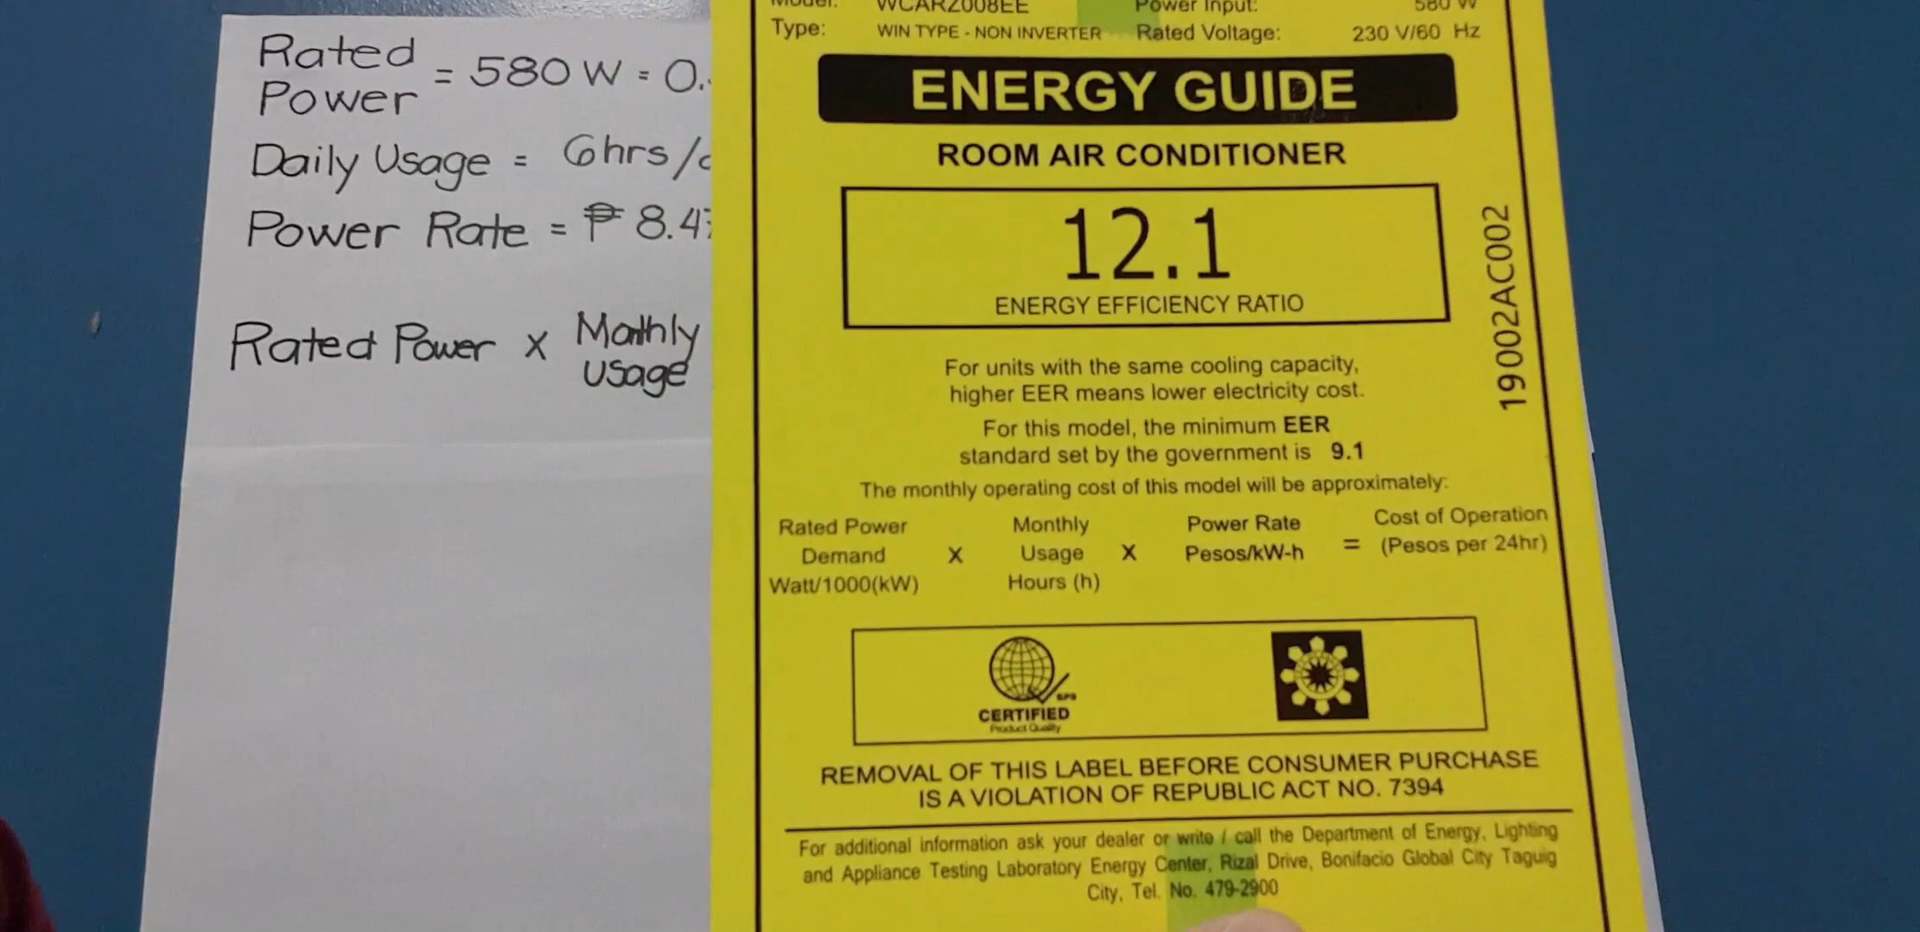 Rated
Power = 580 W = 0.
Daily Usage = 6hrs/
Power Rate = ₱ 8.47
Rated Power x Monthly
Usage
Model: WCARZ008EE Power Input: 580 W
Type: WIN TYPE - NON INVERTER Rated Voltage: 230 V/60 Hz
ENERGY GUIDE
ROOM AIR CONDITIONER
12.1
ENERGY EFFICIENCY RATIO
19002AC002
For units with the same cooling capacity,
higher EER means lower electricity cost.
For this model, the minimum EER
standard set by the government is 9.1
The monthly operating cost of this model will be approximately:
Rated Power Monthly Power Rate Cost of Operation
Demand X Usage X Pesos/kW-h = (Pesos per 24hr)
Watt/1000(kW) Hours (h)
CERTIFIED
Product Quality
REMOVAL OF THIS LABEL BEFORE CONSUMER PURCHASE
IS A VIOLATION OF REPUBLIC ACT NO. 7394
For additional information ask your dealer or write / call the Department of Energy, Lighting
and Appliance Testing Laboratory Energy Center, Rizal Drive, Bonifacio Global City Taguig
City, Tel. No. 479-2900